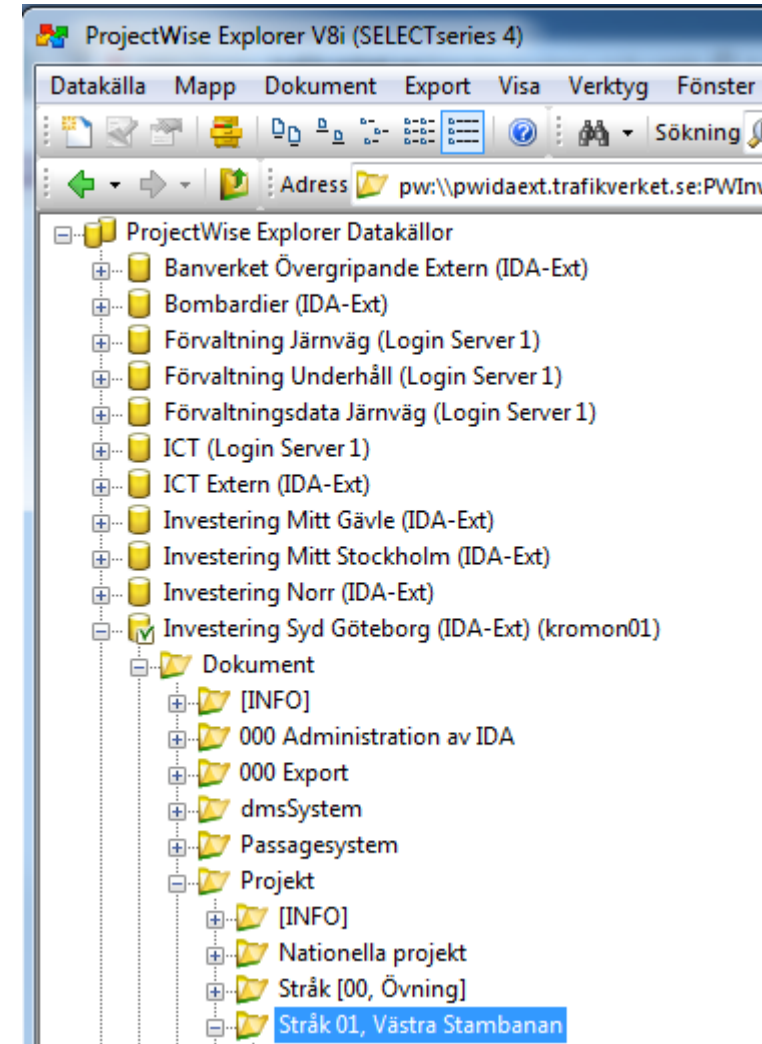 ProjectWise Explorer V8i (SELECTseries 4)
Datakälla Mapp Dokument Export Visa Verktyg Fönster
Sökning
Adress pw:\\pwidaext.trafikverket.se:PWInv
ProjectWise Explorer Datakällor
Banverket Övergripande Extern (IDA-Ext)
Bombardier (IDA-Ext)
Förvaltning Järnväg (Login Server 1)
Förvaltning Underhåll (Login Server 1)
Förvaltningsdata Järnväg (Login Server 1)
ICT (Login Server 1)
ICT Extern (IDA-Ext)
Investering Mitt Gävle (IDA-Ext)
Investering Mitt Stockholm (IDA-Ext)
Investering Norr (IDA-Ext)
Investering Syd Göteborg (IDA-Ext) (kromon01)
Dokument
[INFO]
000 Administration av IDA
000 Export
dmsSystem
Passagesystem
Projekt
[INFO]
Nationella projekt
Stråk [00, Övning]
Stråk 01, Västra Stambanan